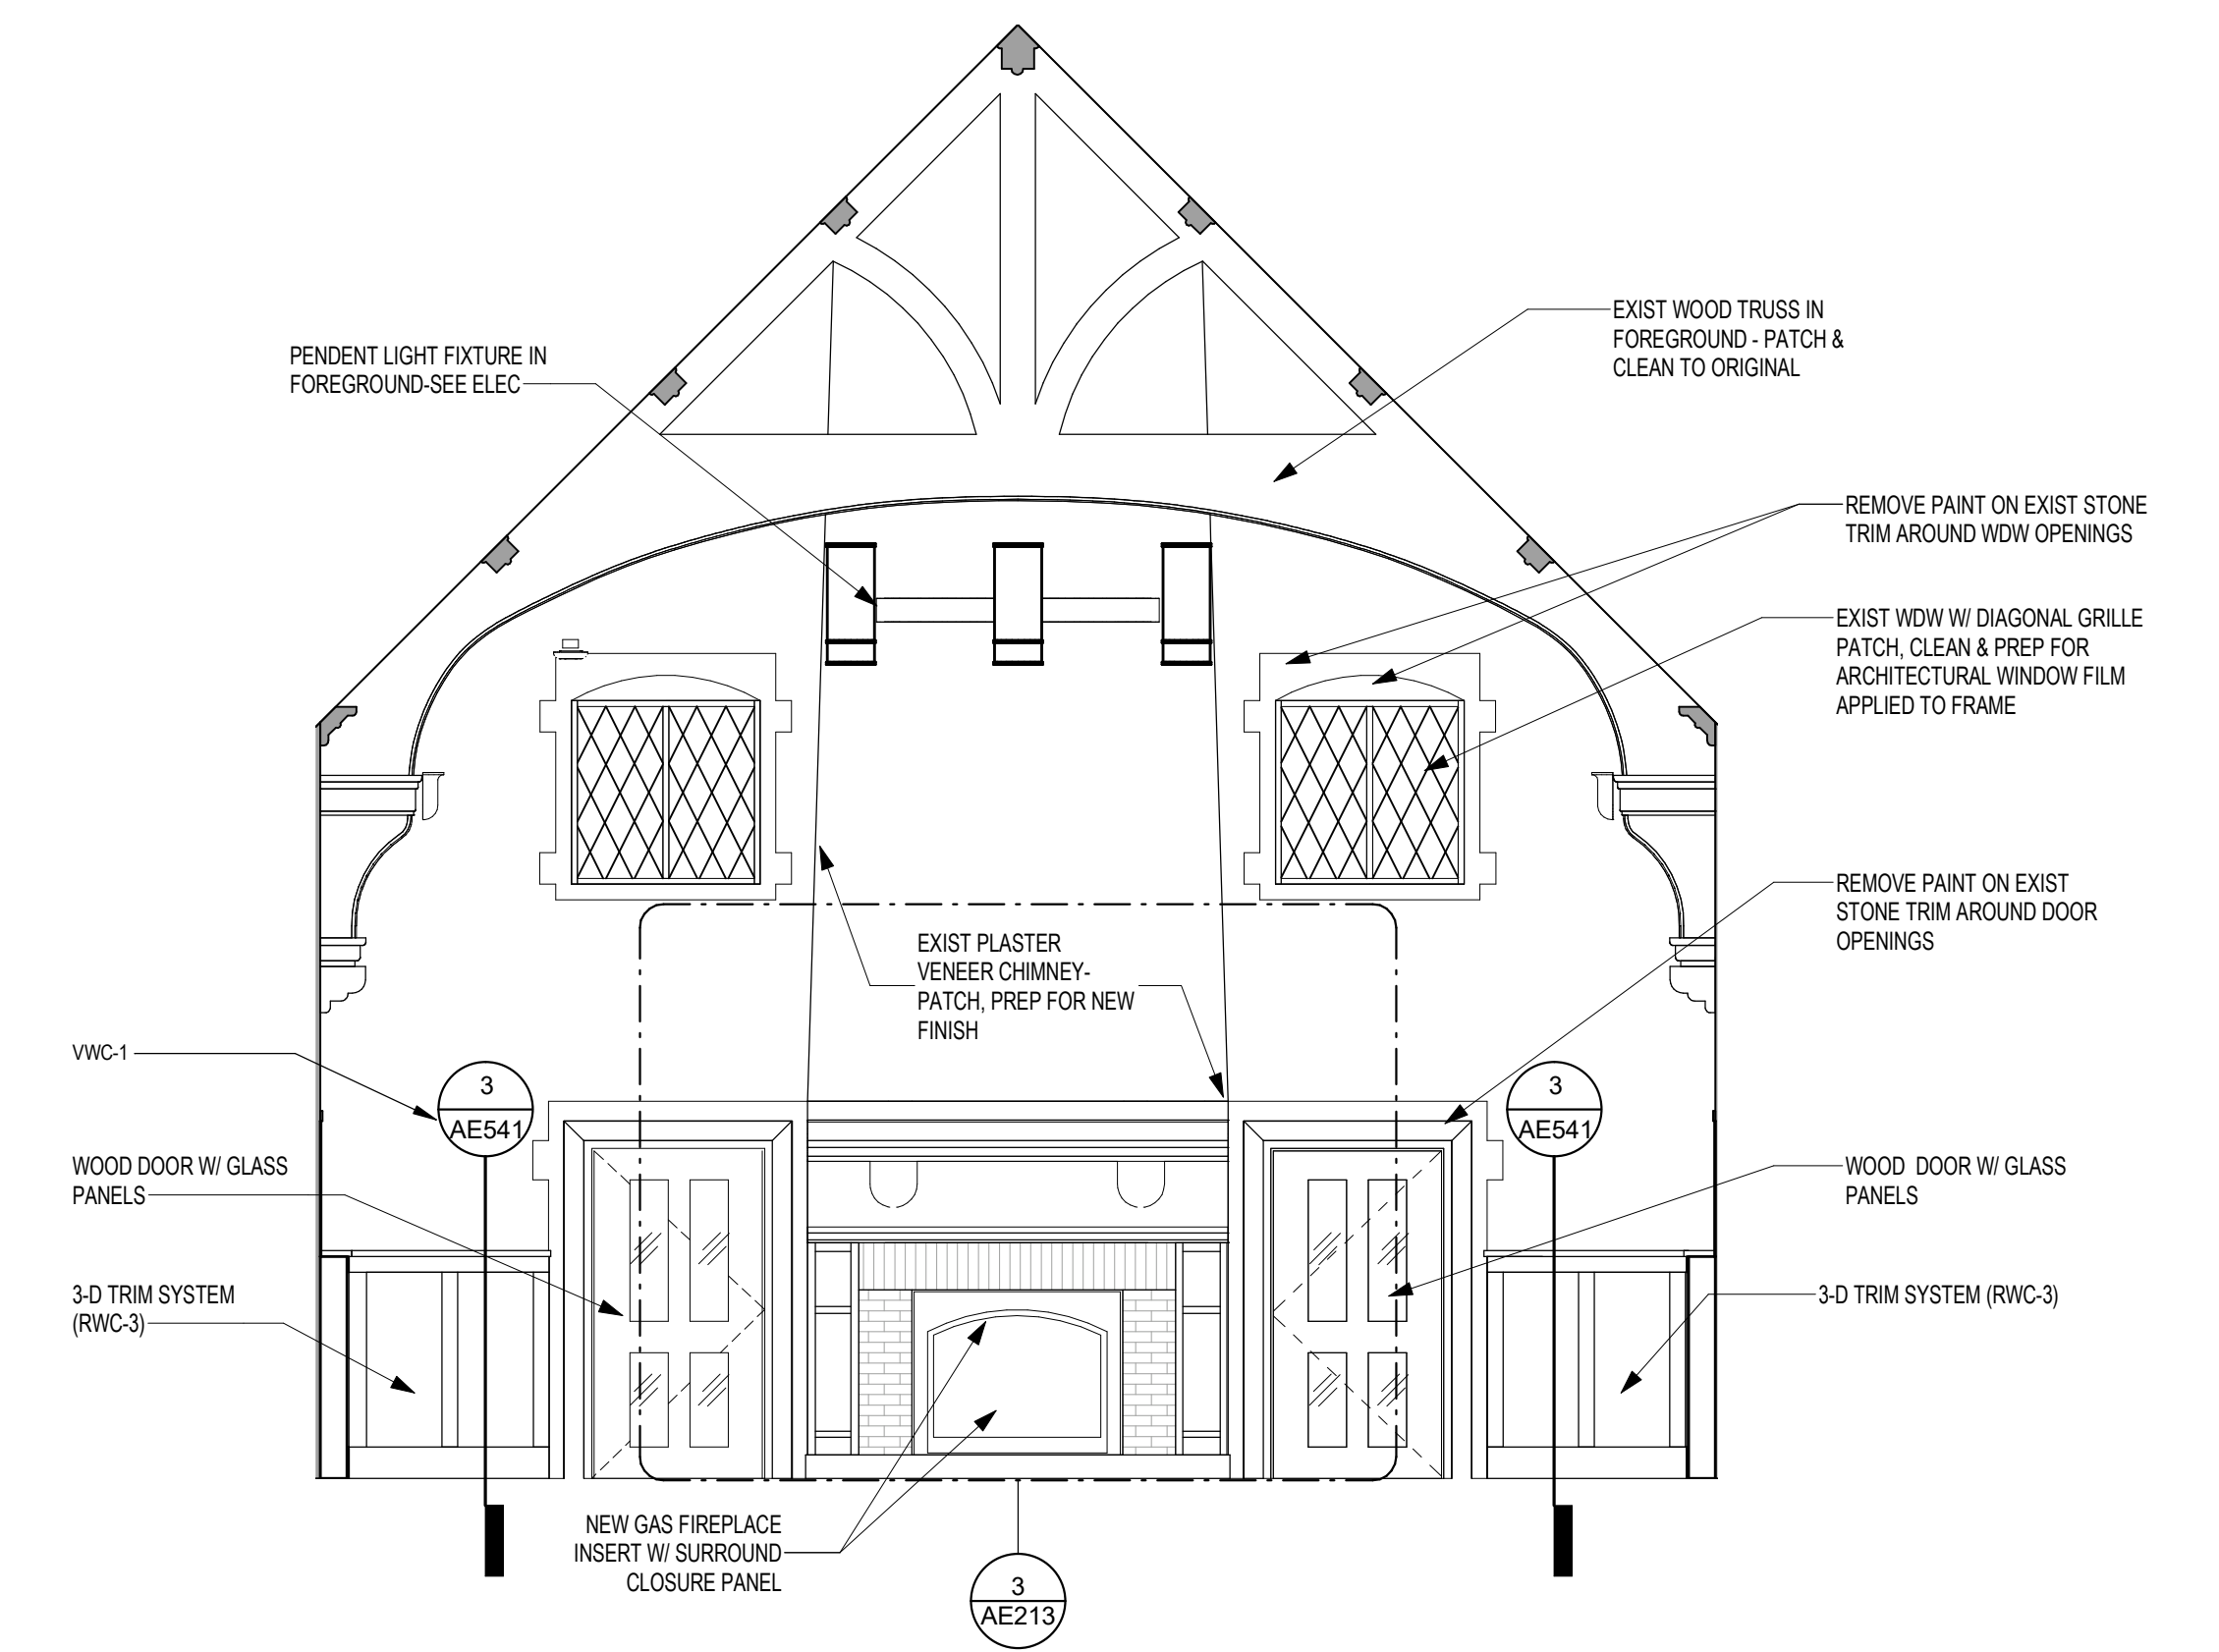 EXIST WOOD TRUSS IN
FOREGROUND - PATCH &
CLEAN TO ORIGINAL
PENDENT LIGHT FIXTURE IN
FOREGROUND-SEE ELEC
REMOVE PAINT ON EXIST STONE
TRIM AROUND WDW OPENINGS
EXIST WDW W/ DIAGONAL GRILLE
PATCH, CLEAN & PREP FOR
ARCHITECTURAL WINDOW FILM
APPLIED TO FRAME
REMOVE PAINT ON EXIST
STONE TRIM AROUND DOOR
OPENINGS
EXIST PLASTER
VENEER CHIMNEY-
PATCH, PREP FOR NEW
FINISH
VWC-1
3
AE541
3
AE541
WOOD DOOR W/ GLASS
PANELS
WOOD  DOOR W/ GLASS
PANELS
3-D TRIM SYSTEM
(RWC-3)
3-D TRIM SYSTEM (RWC-3)
NEW GAS FIREPLACE
INSERT W/ SURROUND
CLOSURE PANEL
3
AE213